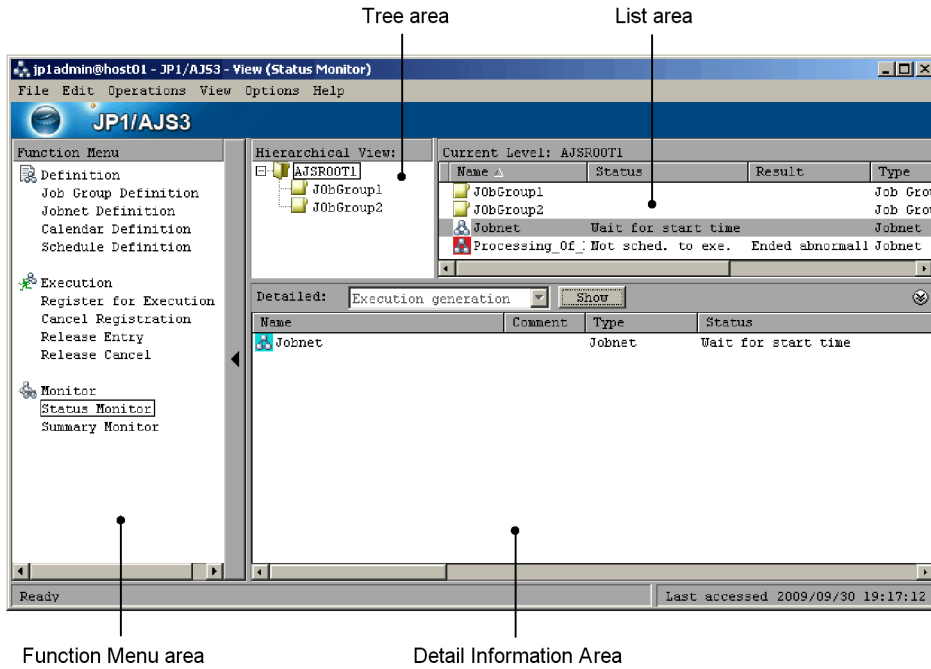 Tree area
List area
jp1admin@host01 - JP1/AJS3 - View (Status Monitor)
File Edit Operations View Options Help
JP1/AJS3
Function Menu
Definition
Job Group Definition
Jobnet Definition
Calendar Definition
Schedule Definition
Execution
Register for Execution
Cancel Registration
Release Entry
Release Cancel
Monitor
Status Monitor
Summary Monitor
Hierarchical View:
AJSROOT1
J0bGroup1
J0bGroup2
Current Level: AJSROOT1
Name Status Result Type
J0bGroup1 Job Grou
J0bGroup2 Job Grou
Jobnet Wait for start time Jobnet
Processing_Of_ Not sched. to exe. Ended abnormall Jobnet
Detailed: Execution generation Show
Name Comment Type Status
Jobnet Jobnet Wait for start time
Ready
Last accessed 2009/09/30 19:17:12
Function Menu area
Detail Information Area